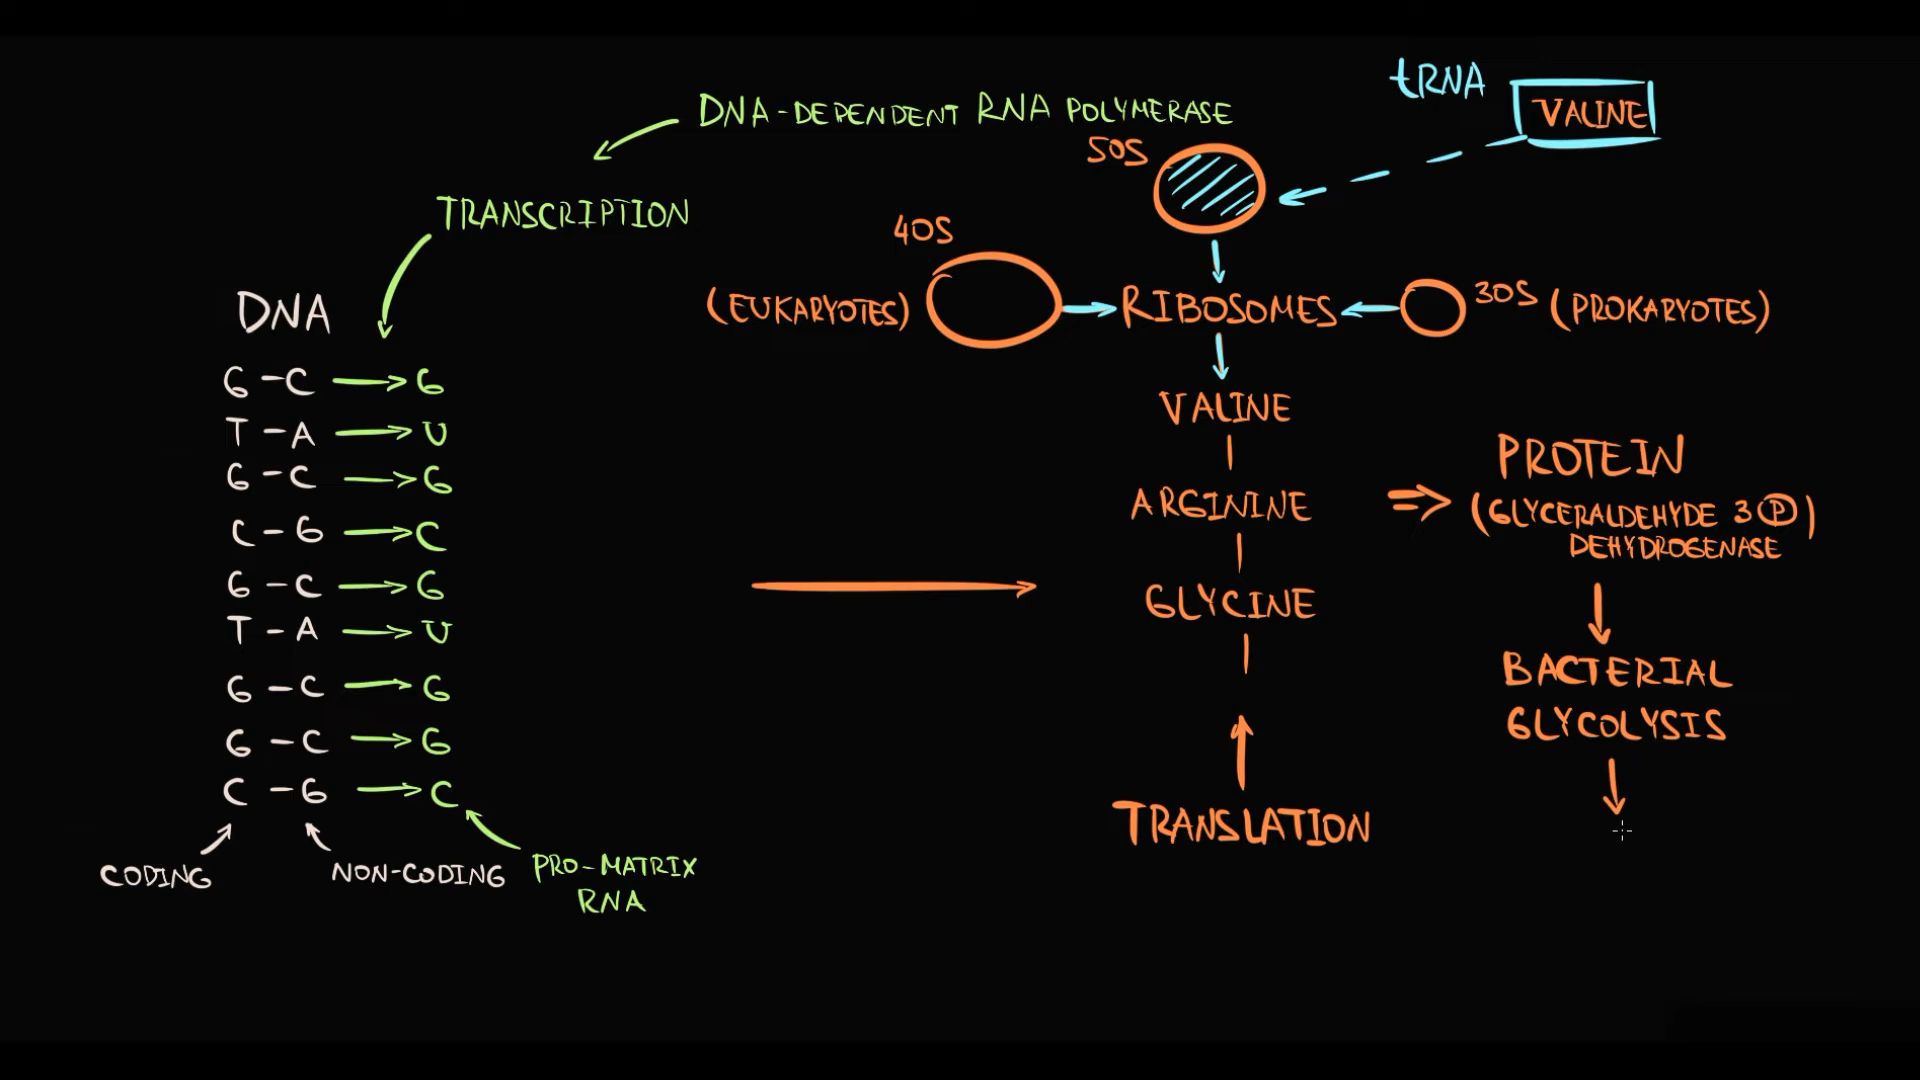 tRNA
VALINE
DNA-DEPENDENT RNA POLYMERASE
50S
TRANSCRIPTION
40S
(EUKARYOTES)
RIBOSOMES
30S (PROKARYOTES)
DNA
G - C → G
T - A → U
G - C → G
C - G → C
G - C → G
T - A → U
G - C → G
G - C → G
C - G → C
CODING
NON-CODING
PRO-MATRIX
RNA
VALINE
ARGININE
GLYCINE
TRANSLATION
⇒ PROTEIN
(GLYCERALDEHYDE 3 P)
DEHYDROGENASE
BACTERIAL
GLYCOLYSIS